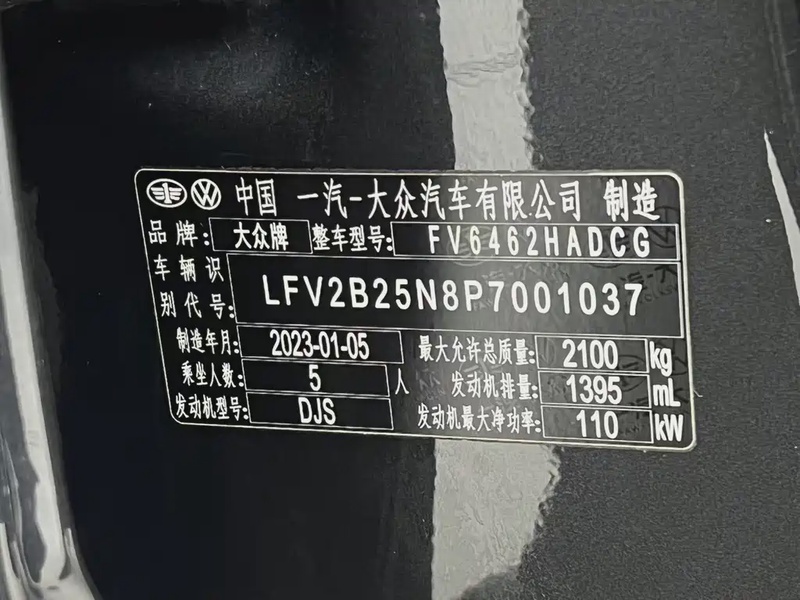 中国 一汽-大众汽车有限公司 制造
品牌: 大众牌 整车型号: FV6462HADCG
车辆识别代号: LFV2B25N8P7001037
制造年月: 2023-01-05 最大允许总质量: 2100 kg
乘坐人数: 5 人 发动机排量: 1395 mL
发动机型号: DJS 发动机最大净功率: 110 kW